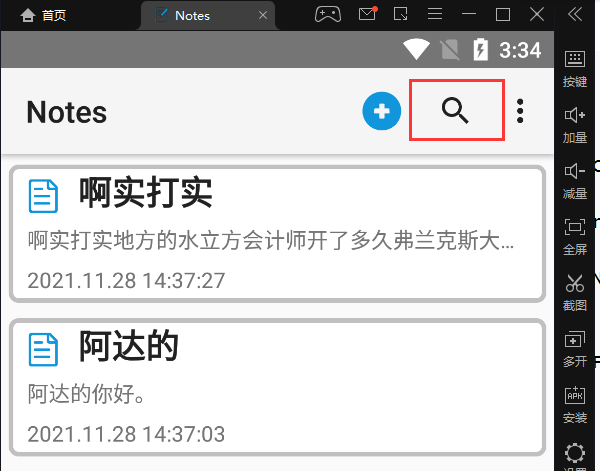 首页
Notes
3:34
Notes
啊实打实
啊实打实地方的水立方会计师开了多久弗兰克斯大...
2021.11.28 14:37:27
阿达的
阿达的你好。
2021.11.28 14:37:03
按键
加量
减量
全屏
截图
多开
APK
安装